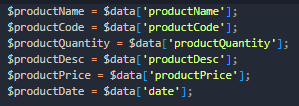 $productName = $data['productName'];
$productCode = $data['productCode'];
$productQuantity = $data['productQuantity'];
$productDesc = $data['productDesc'];
$productPrice = $data['productPrice'];
$productDate = $data['date'];